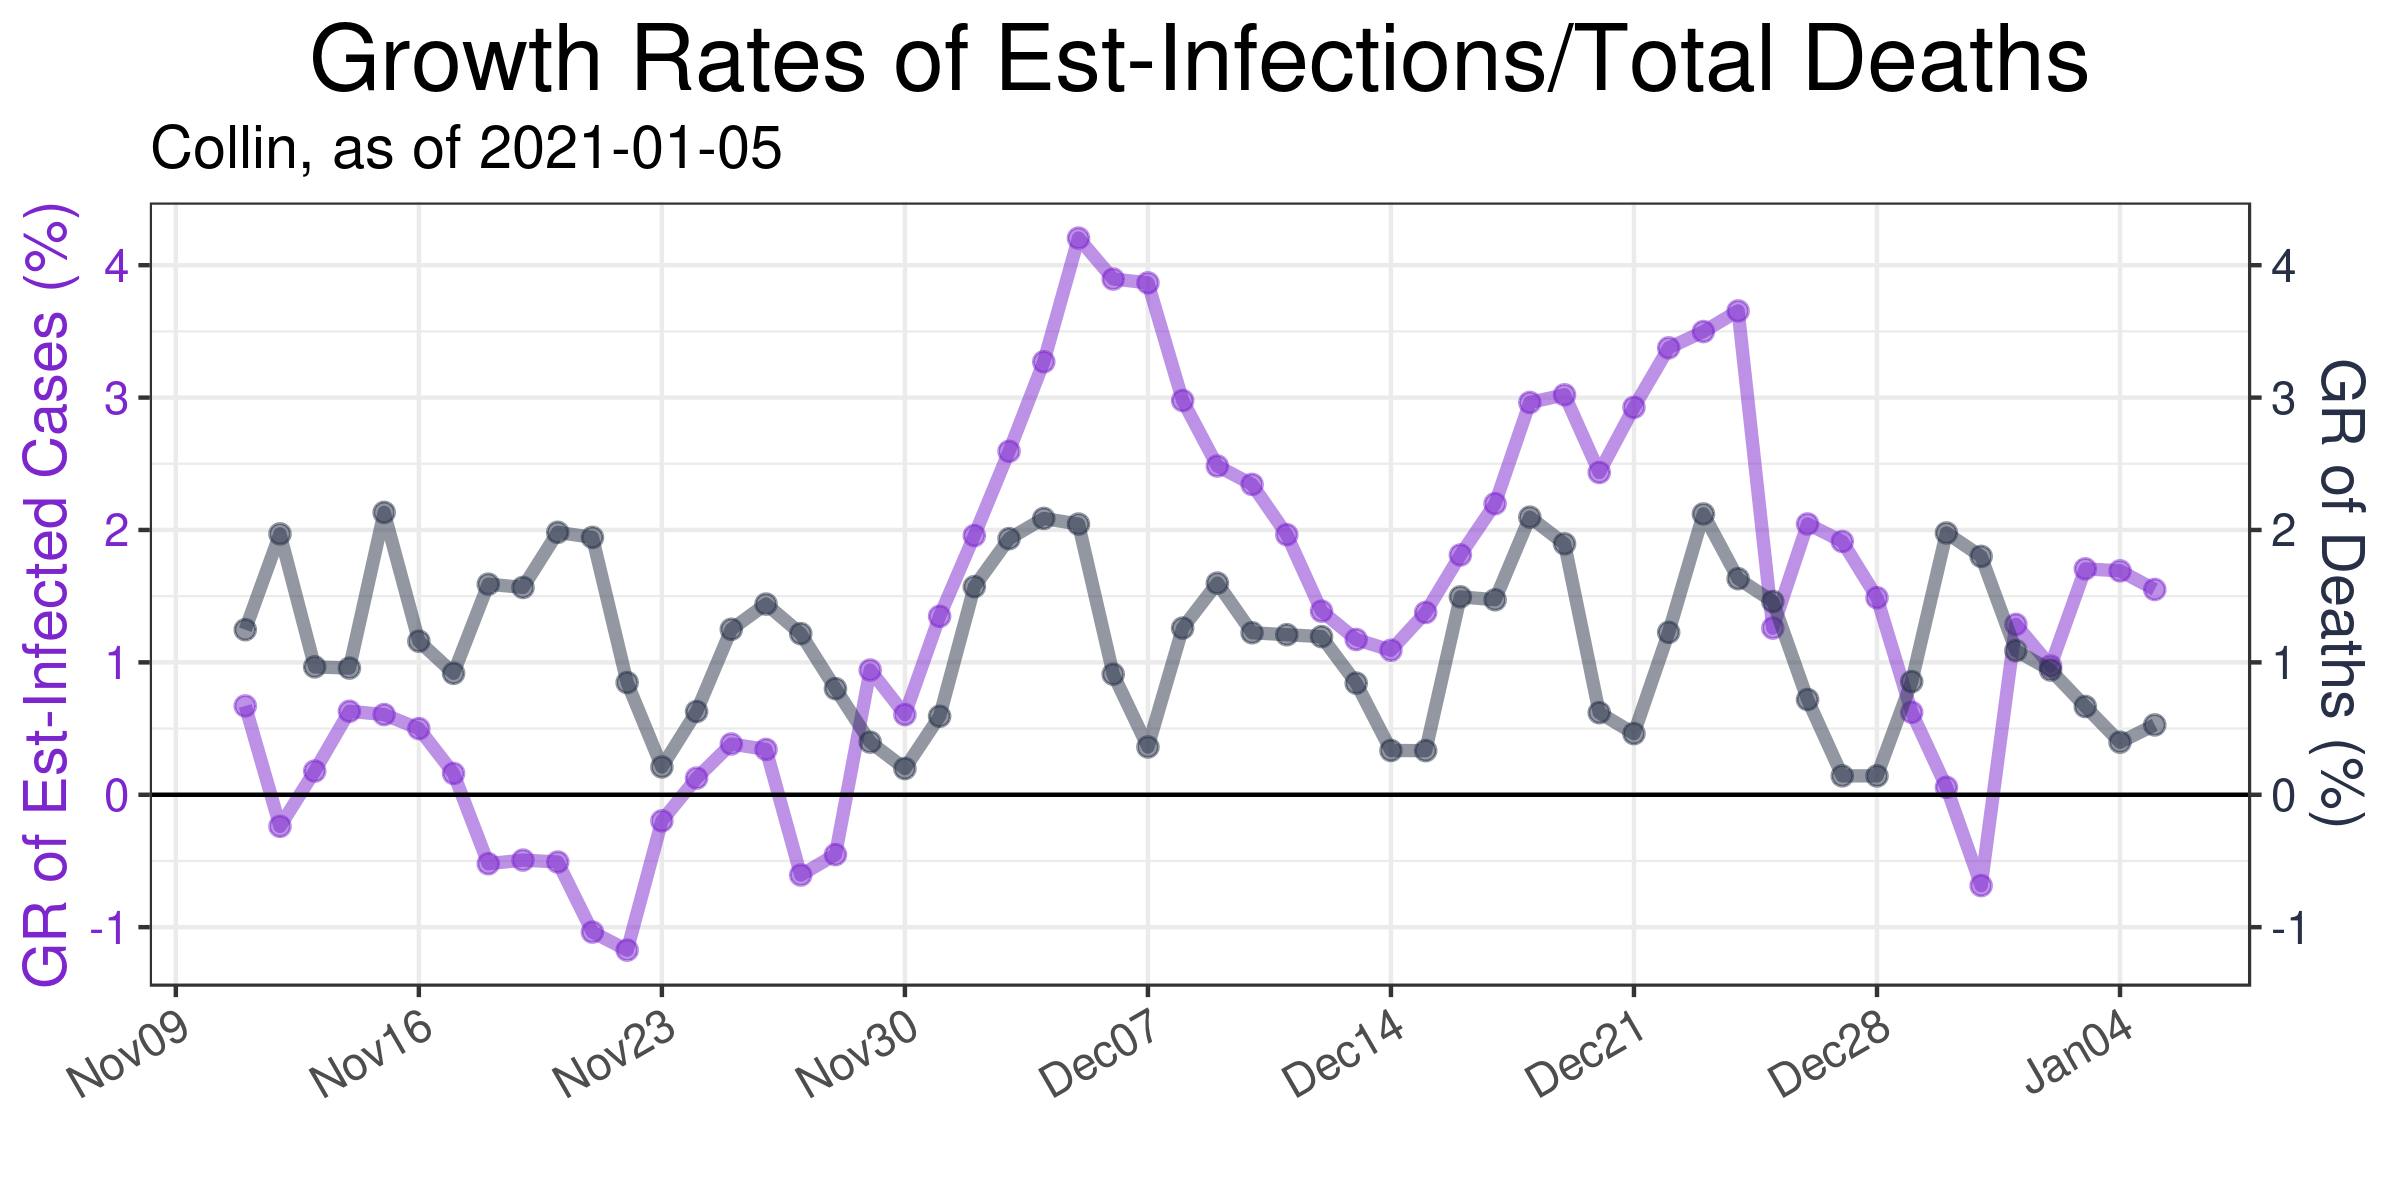 Growth Rates of Est-Infections/Total Deaths
Collin, as of 2021-01-05
GR of Est-Infected Cases (%)
4
3
2
1
0
-1
4
3
2
1
0
-1
GR of Deaths (%)
Nov09
Nov16
Nov23
Nov30
Dec07
Dec14
Dec21
Dec28
Jan04